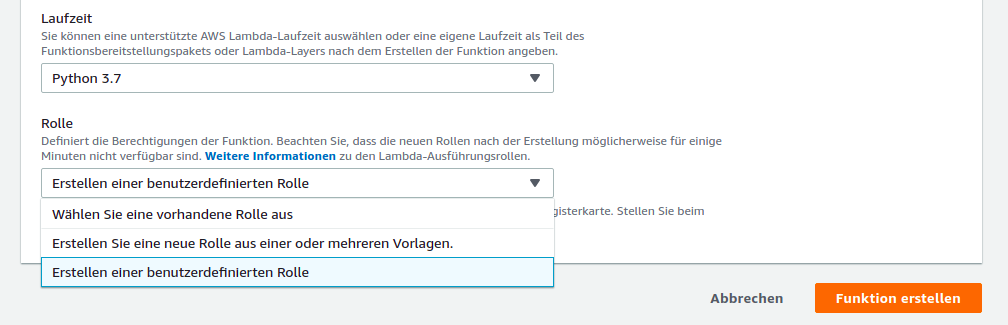 Laufzeit
Sie können eine unterstützte AWS Lambda-Laufzeit auswählen oder eine eigene Laufzeit als Teil des
Funktionsbereitstellungspakets oder Lambda-Layers nach dem Erstellen der Funktion angeben.
Python 3.7
Rolle
Definiert die Berechtigungen der Funktion. Beachten Sie, dass die neuen Rollen nach der Erstellung möglicherweise für einige
Minuten nicht verfügbar sind. Weitere Informationen zu den Lambda-Ausführungsrollen.
Erstellen einer benutzerdefinierten Rolle
Wählen Sie eine vorhandene Rolle aus
gisterkarte. Stellen Sie beim
Erstellen Sie eine neue Rolle aus einer oder mehreren Vorlagen.
Erstellen einer benutzerdefinierten Rolle
Abbrechen
Funktion erstellen